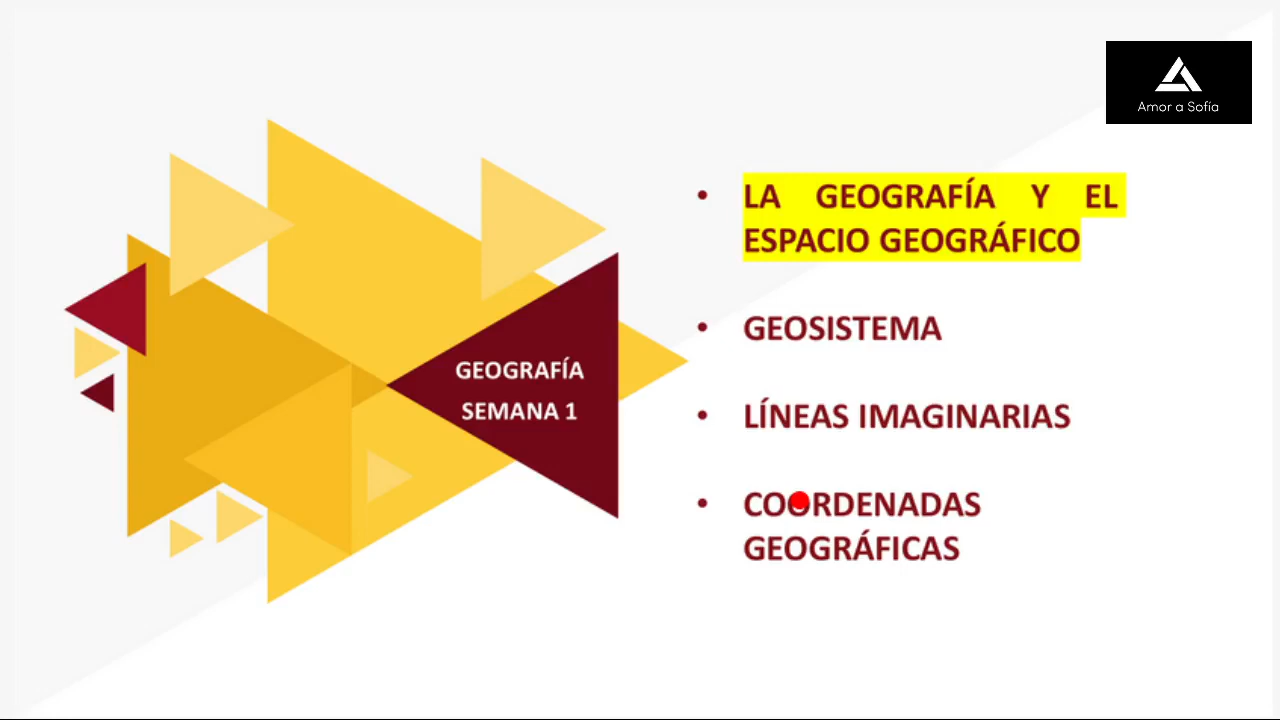 Amor a Sofía
LA GEOGRAFÍA Y EL
ESPACIO GEOGRÁFICO
GEOSISTEMA
GEOGRAFÍA
SEMANA 1
LÍNEAS IMAGINARIAS
COORDENADAS
GEOGRÁFICAS